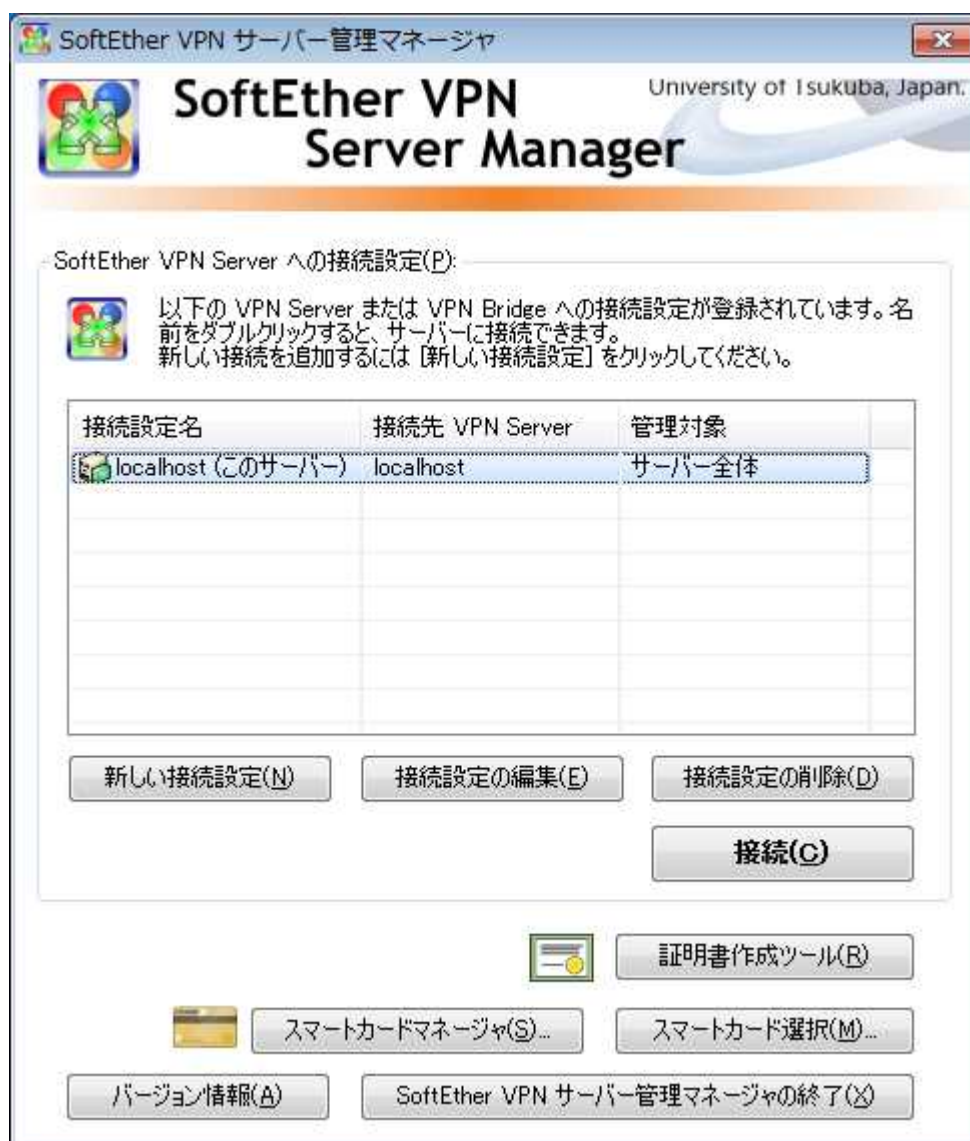 SoftEther VPN サーバー管理マネージャ
SoftEther VPN
Server Manager
University of Tsukuba, Japan.
SoftEther VPN Server への接続設定(P):
以下の VPN Server または VPN Bridge への接続設定が登録されています。名
前をダブルクリックすると、サーバーに接続できます。
新しい接続を追加するには [新しい接続設定] をクリックしてください。
接続設定名 接続先 VPN Server 管理対象
localhost (このサーバー) localhost サーバー全体
新しい接続設定(N) 接続設定の編集(E) 接続設定の削除(D)
接続(C)
証明書作成ツール(R)
スマートカードマネージャ(S)... スマートカード選択(M)...
バージョン情報(A) SoftEther VPN サーバー管理マネージャの終了(X)